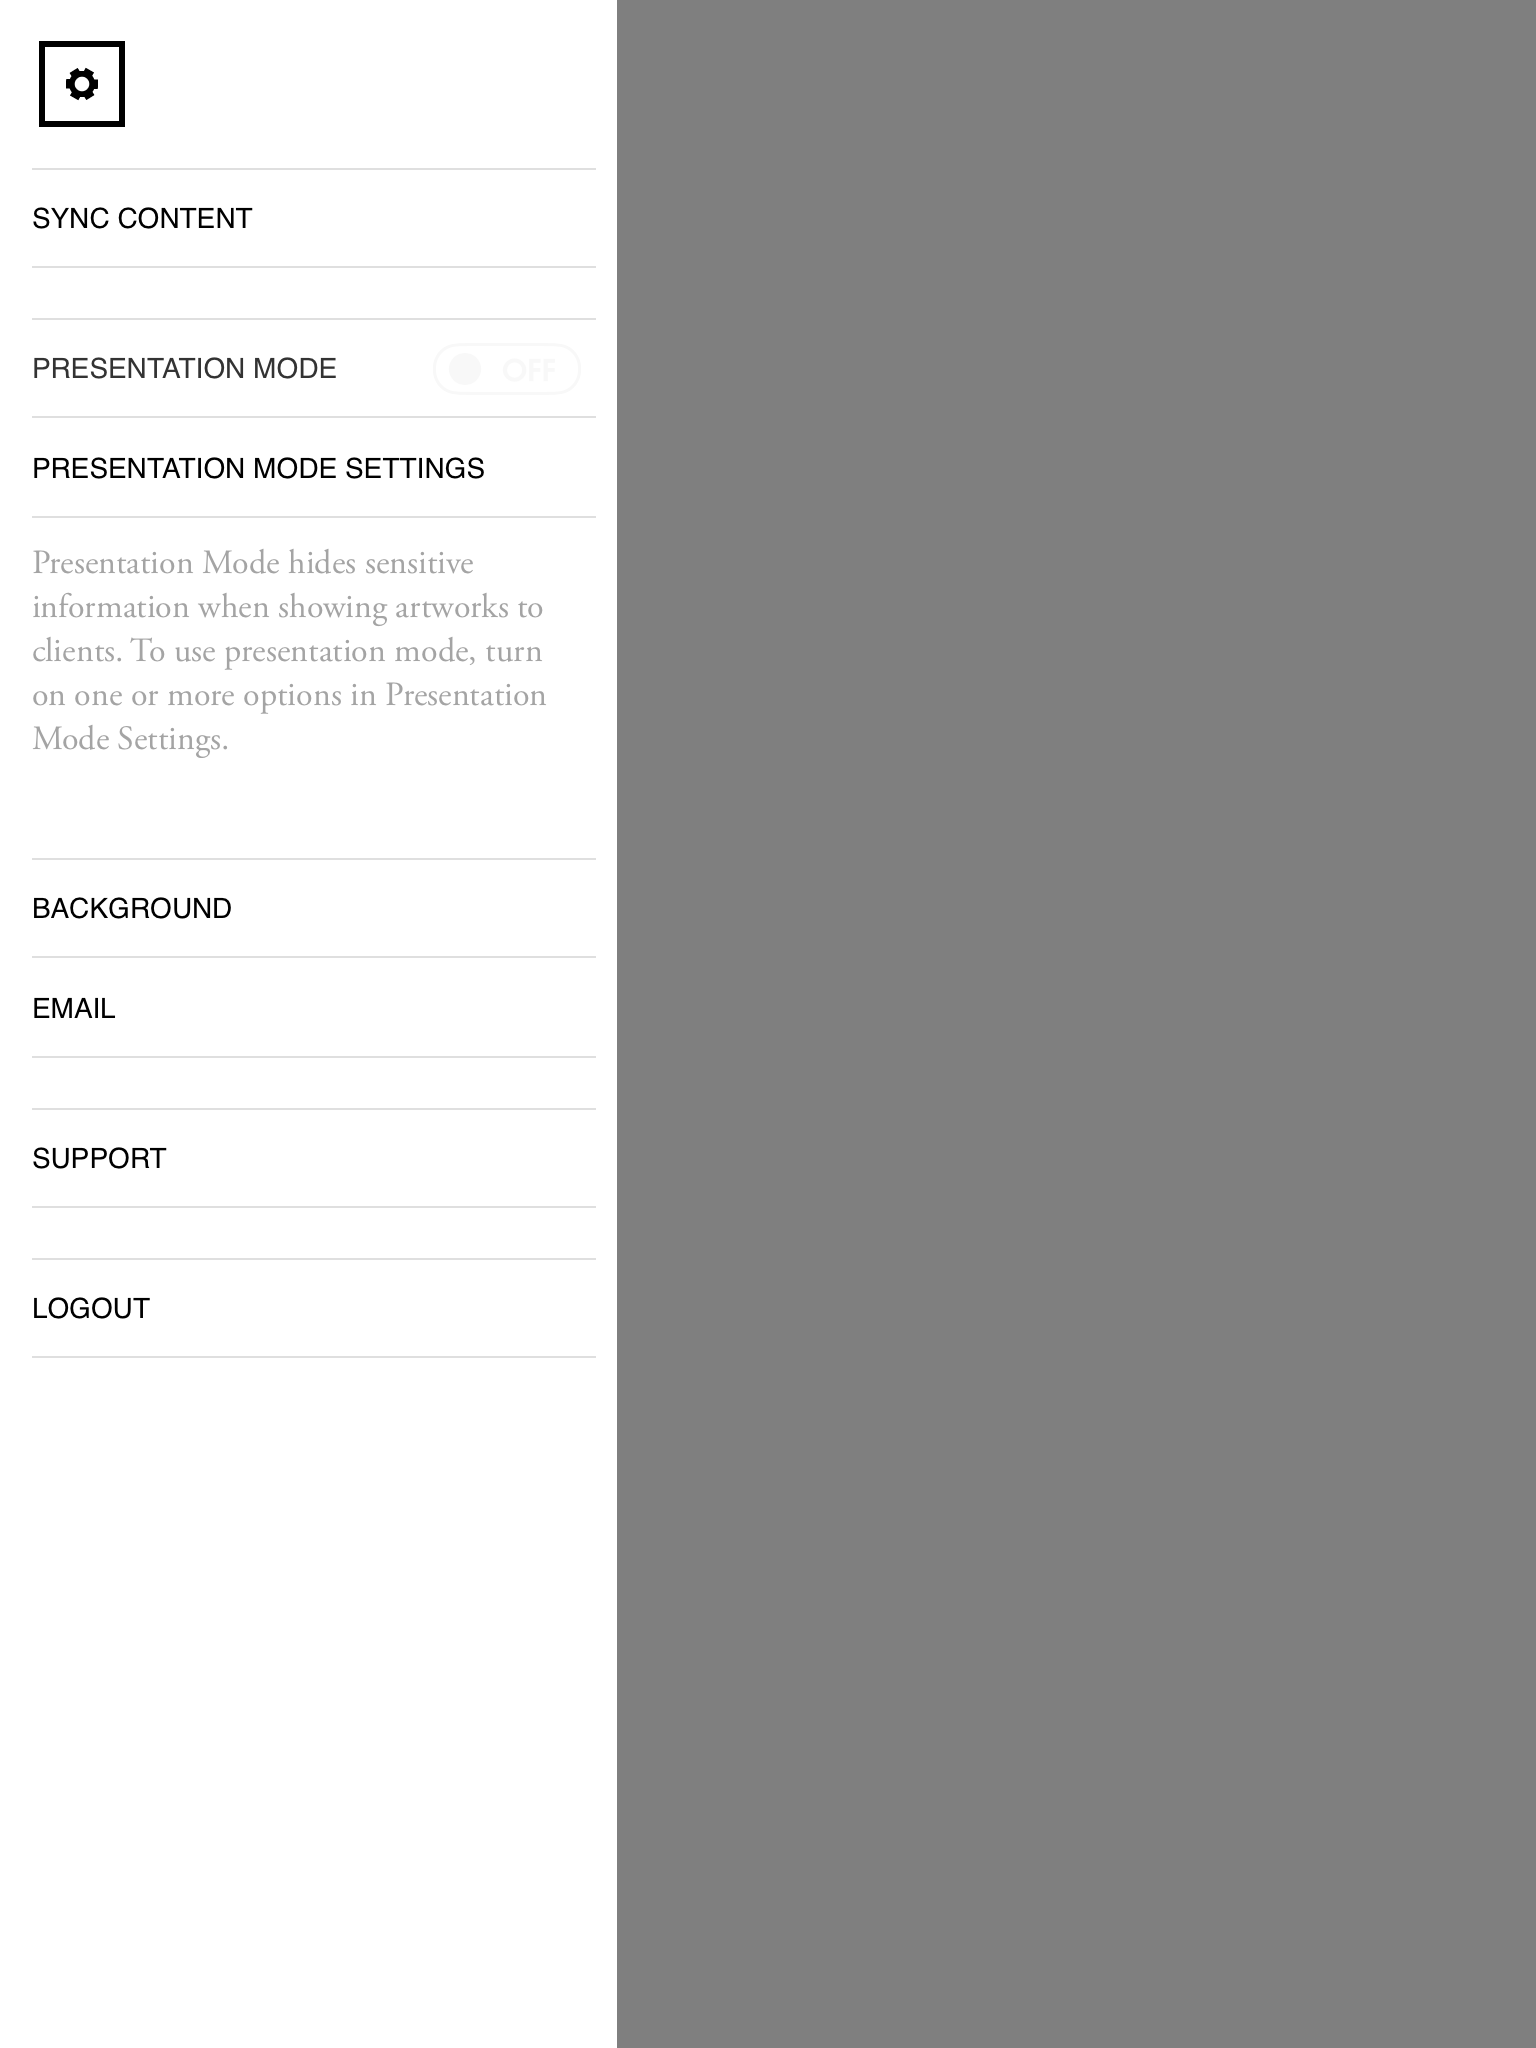 SYNC CONTENT
PRESENTATION MODE OFF
PRESENTATION MODE SETTINGS
Presentation Mode hides sensitive
information when showing artworks to
clients. To use presentation mode, turn
on one or more options in Presentation
Mode Settings.
BACKGROUND
EMAIL
SUPPORT
LOGOUT